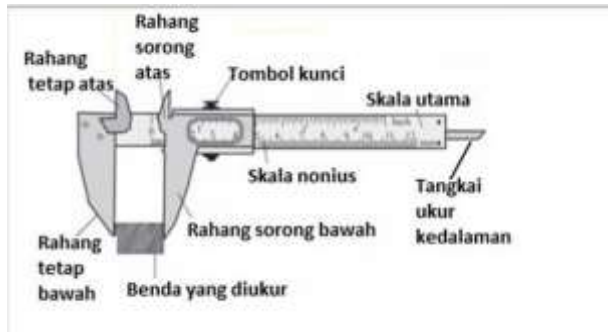 Rahang
sorong
atas
Rahang
tetap atas
Tombol kunci
Skala utama
Skala nonius
Tangkai
ukur
kedalaman
Rahang sorong bawah
Rahang
tetap
bawah
Benda yang diukur